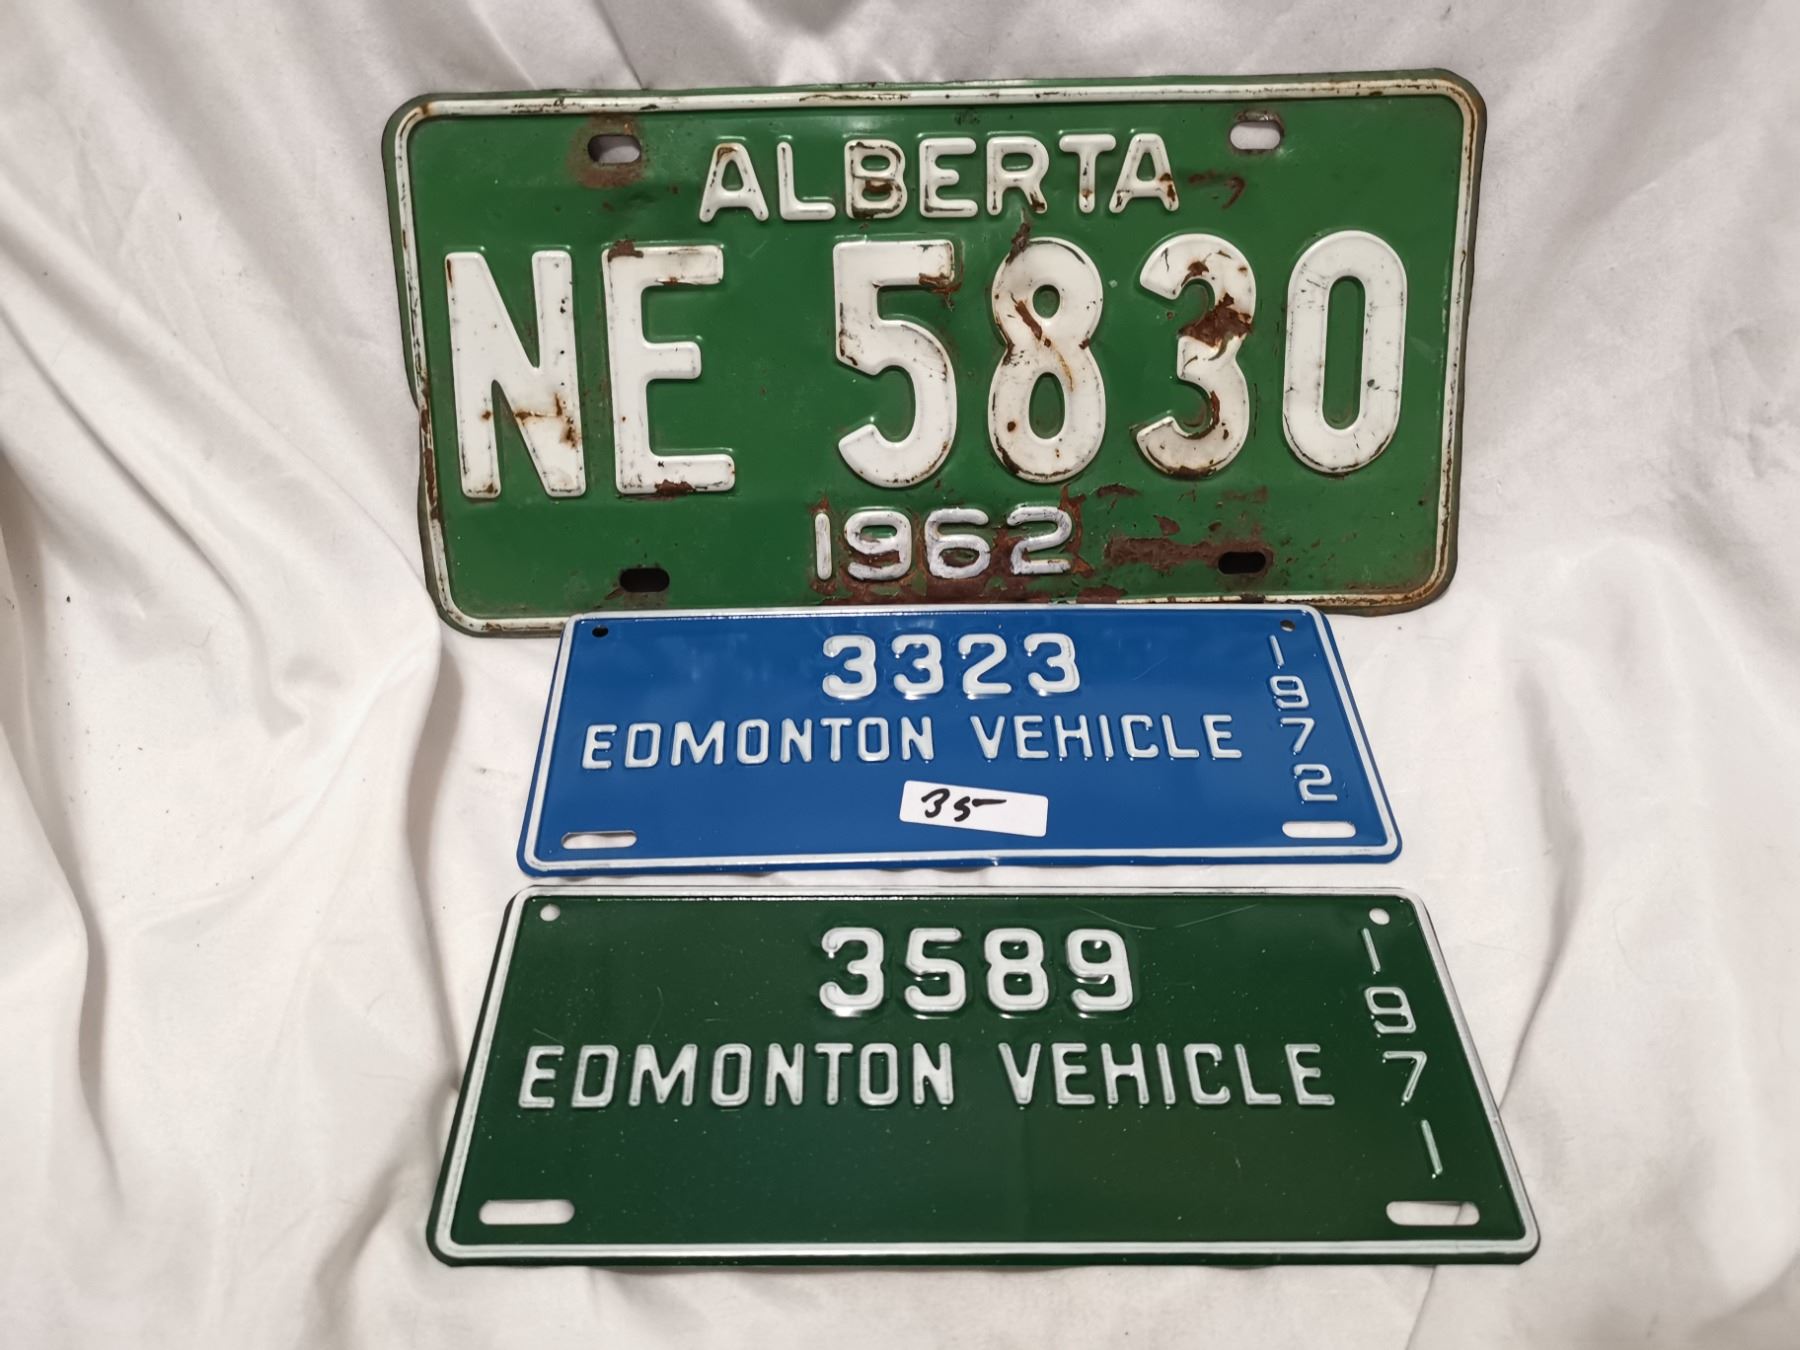 ALBERTA
NE 5830
1962
3323
EDMONTON VEHICLE
1972
35-
3589
EDMONTON VEHICLE
1971